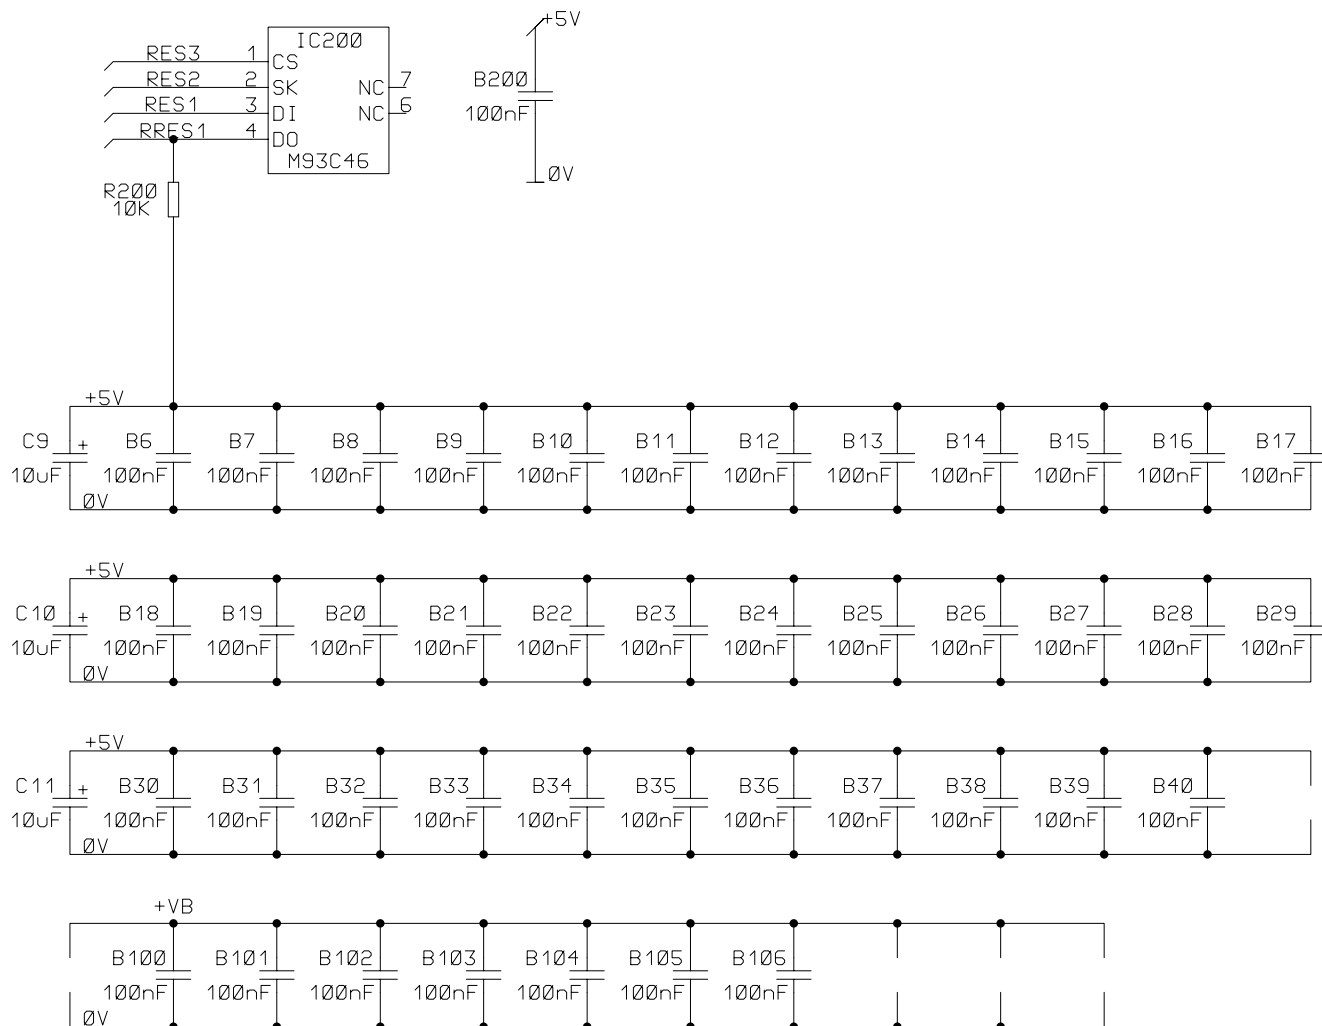 +5V
IC200
RES3 1 CS
RES2 2 SK NC 7
RES1 3 DI NC 6
RRES1 4 DO
M93C46
B200
100nF
0V
R200
10K
+5V
C9 + B6 B7 B8 B9 B10 B11 B12 B13 B14 B15 B16 B17
10uF 100nF 100nF 100nF 100nF 100nF 100nF 100nF 100nF 100nF 100nF 100nF 100nF
0V
+5V
C10 + B18 B19 B20 B21 B22 B23 B24 B25 B26 B27 B28 B29
10uF 100nF 100nF 100nF 100nF 100nF 100nF 100nF 100nF 100nF 100nF 100nF 100nF
0V
+5V
C11 + B30 B31 B32 B33 B34 B35 B36 B37 B38 B39 B40
10uF 100nF 100nF 100nF 100nF 100nF 100nF 100nF 100nF 100nF 100nF 100nF
0V
+VB
B100 B101 B102 B103 B104 B105 B106
100nF 100nF 100nF 100nF 100nF 100nF 100nF
0V